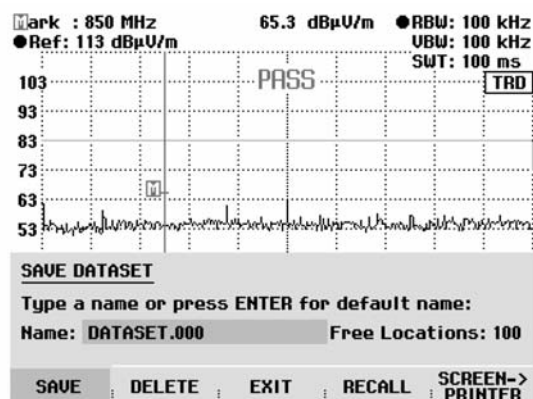 Mark : 850 MHz 65.3 dBµV/m ●RBW: 100 kHz
●Ref: 113 dBµV/m VBW: 100 kHz
SWT: 100 ms
103 PASS TRD
93
83
73
M
63
53
SAVE DATASET
Type a name or press ENTER for default name:
Name: DATASET.000 Free Locations: 100
SAVE DELETE EXIT RECALL SCREEN->
PRINTER